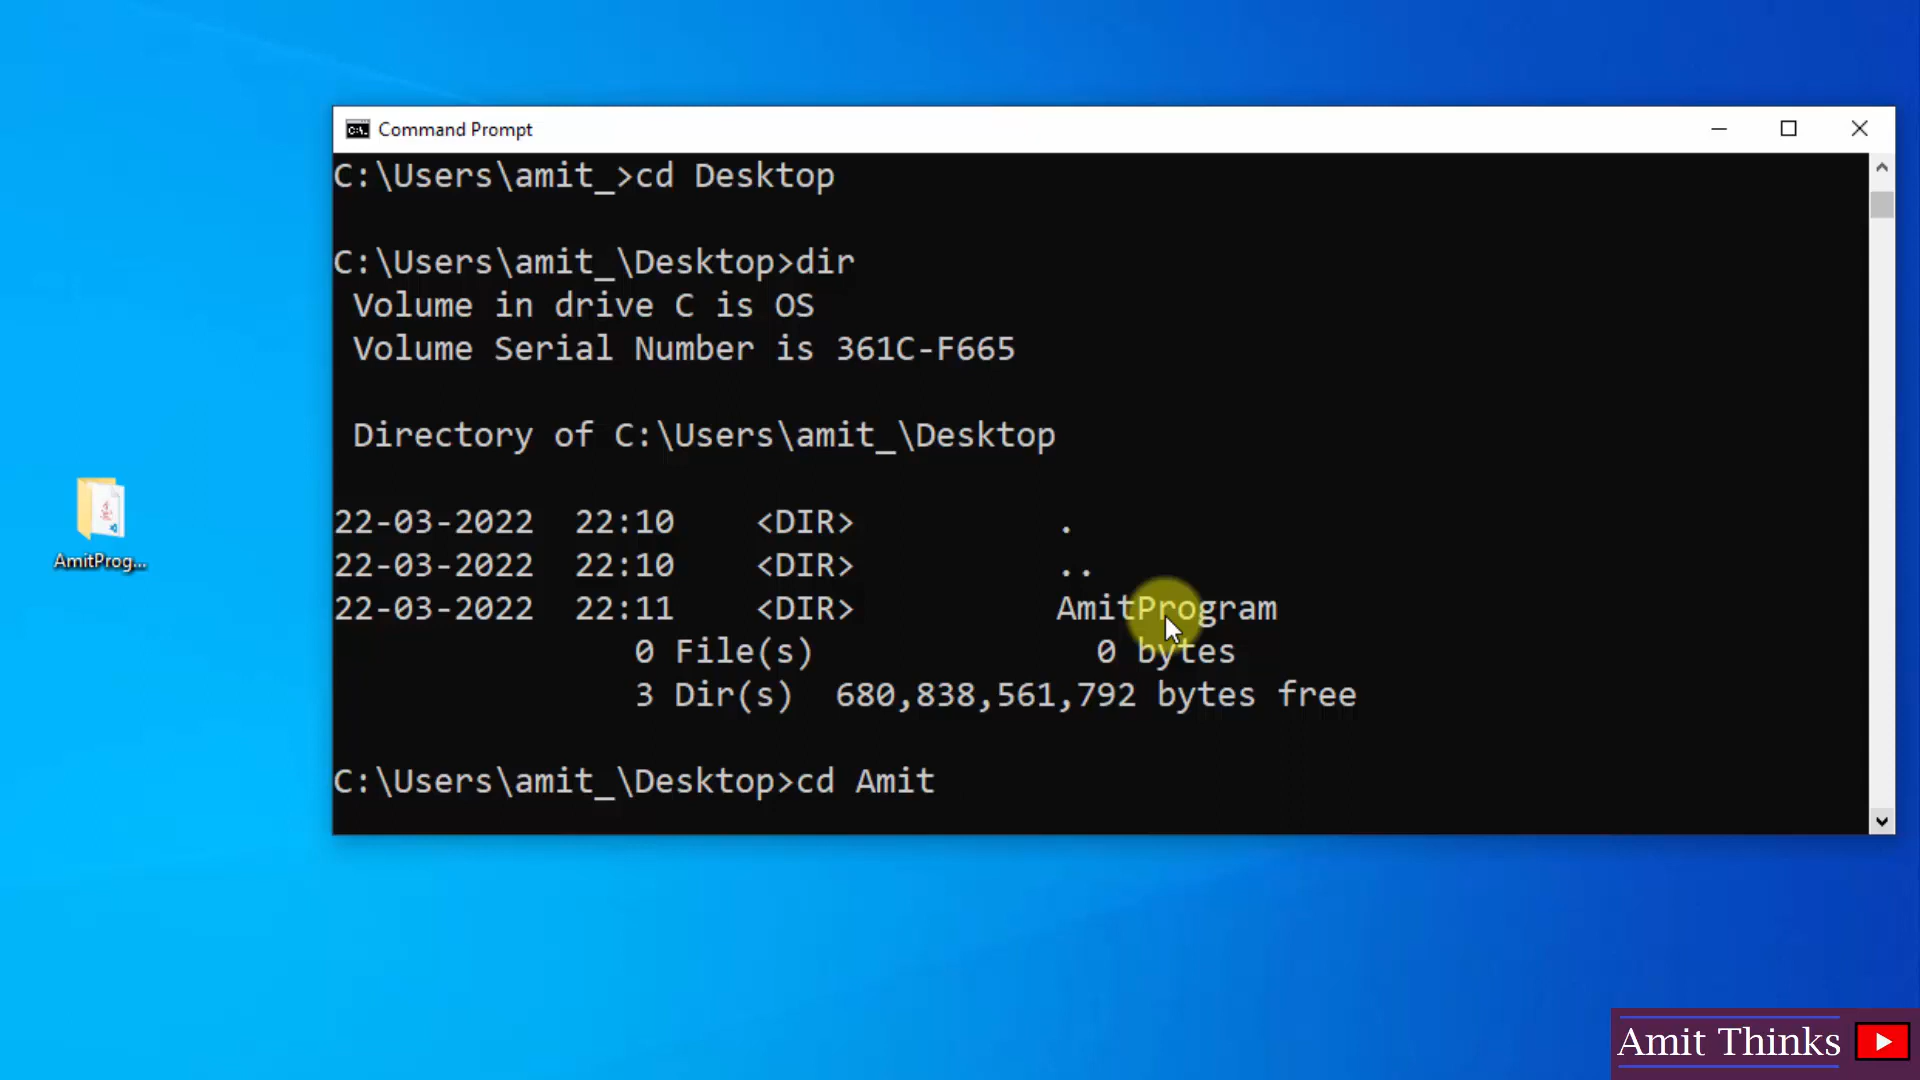 Command Prompt
C:\Users\amit_>cd Desktop
C:\Users\amit_\Desktop>dir
Volume in drive C is OS
Volume Serial Number is 361C-F665
Directory of C:\Users\amit_\Desktop
22-03-2022  22:10    <DIR>          .
22-03-2022  22:10    <DIR>          ..
22-03-2022  22:11    <DIR>          AmitProgram
0 File(s)              0 bytes
3 Dir(s)  680,838,561,792 bytes free
C:\Users\amit_\Desktop>cd Amit
AmitProg...
Amit Thinks